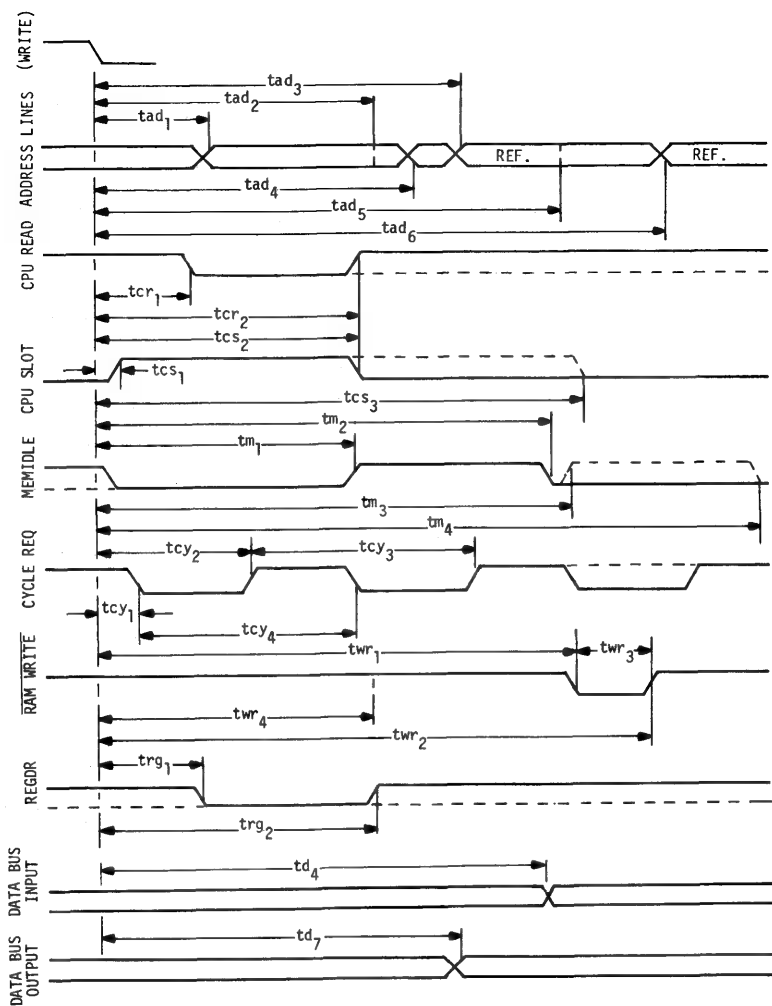 (WRITE)
tad3
tad2
tad1
ADDRESS LINES
REF. REF.
tad4
tad5
tad6
CPU READ
tcr1
tcr2
tcs2
CPU SLOT
tcs1
tcs3
tm2
tm1
MEMIDLE
tm3
tm4
CYCLE REQ
tcy2 tcy3
tcy1
tcy4
twr1 twr3
RAM WRITE
twr4
twr2
trg1
REGDR
trg2
td4
DATA BUS
INPUT
td7
DATA BUS
OUTPUT